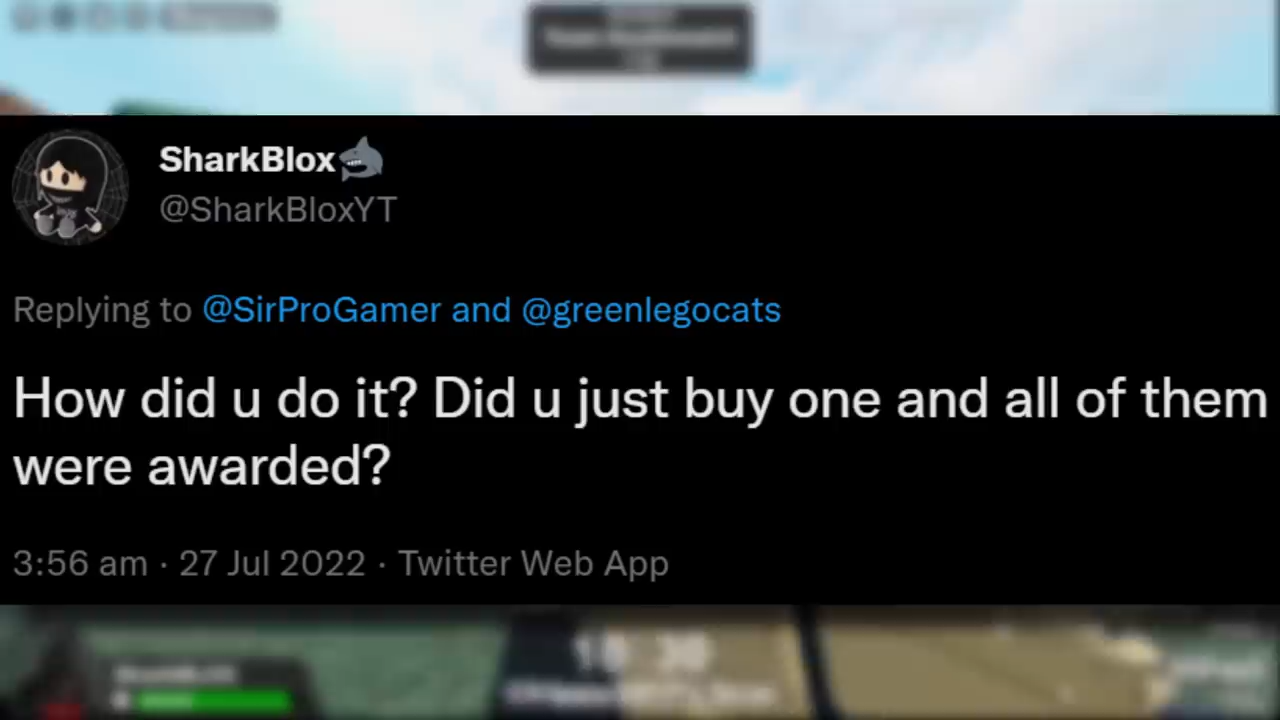 SharkBlox🦈
@SharkBloxYT
Replying to @SirProGamer and @greenlegocats
How did u do it? Did u just buy one and all of them
were awarded?
3:56 am · 27 Jul 2022 · Twitter Web App